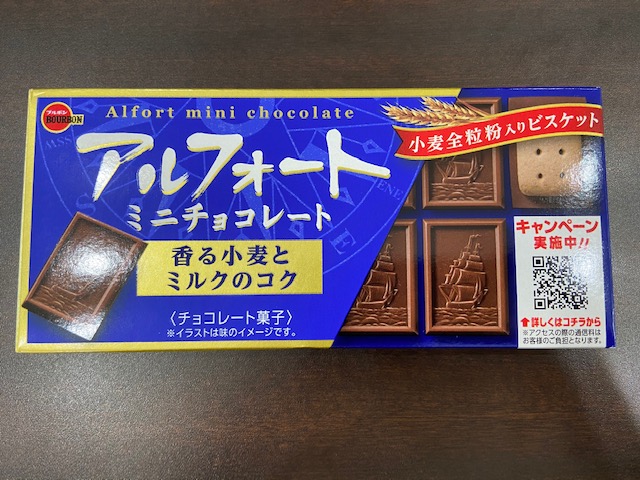 ブルボン
BOURBON
Alfort mini chocolate
アルフォート
ミニチョコレート
香る小麦と
ミルクのコク
〈チョコレート菓子〉
※イラストは味のイメージです。
小麦全粒粉入りビスケット
キャンペーン
実施中!!
⬆詳しくはコチラから
※アクセスの際の通信料は
お客様のご負担となります。